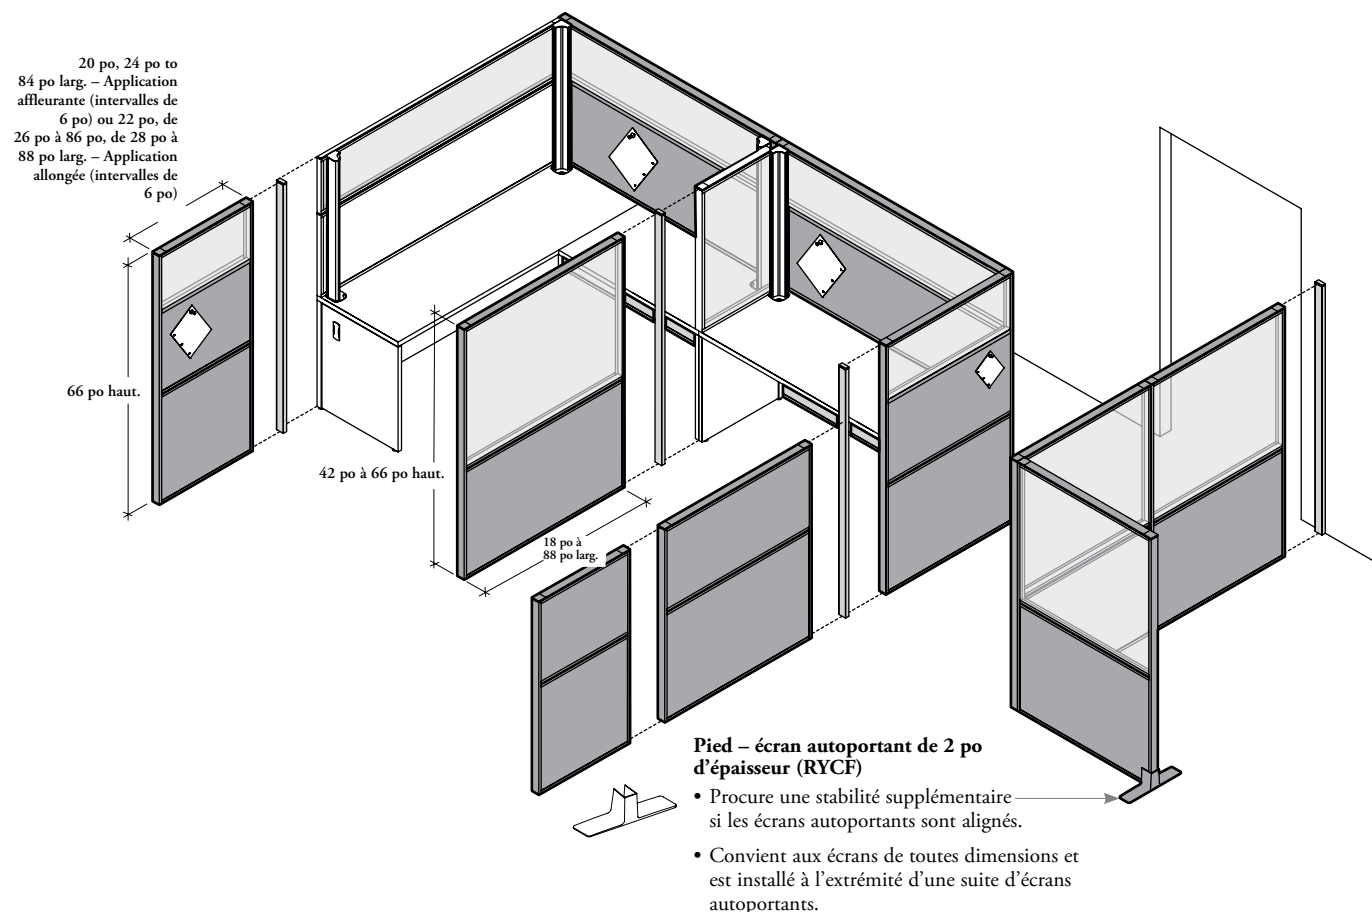 20 po, 24 po to
84 po larg. – Application
affleurante (intervalles de
6 po) ou 22 po, de
26 po à 86 po, de 28 po à
88 po larg. – Application
allongée (intervalles de
6 po)
66 po haut.
42 po à 66 po haut.
18 po à
88 po larg.
Pied – écran autoportant de 2 po
d’épaisseur (RYCF)
• Procure une stabilité supplémentaire
si les écrans autoportants sont alignés.
• Convient aux écrans de toutes dimensions et
est installé à l’extrémité d’une suite d’écrans
autoportants.